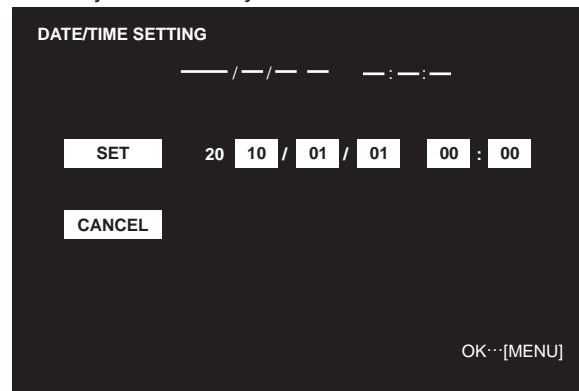 DATE/TIME SETTING
——/—/— — —:—:—
SET 20 10 / 01 / 01 00 : 00
CANCEL
OK···[MENU]